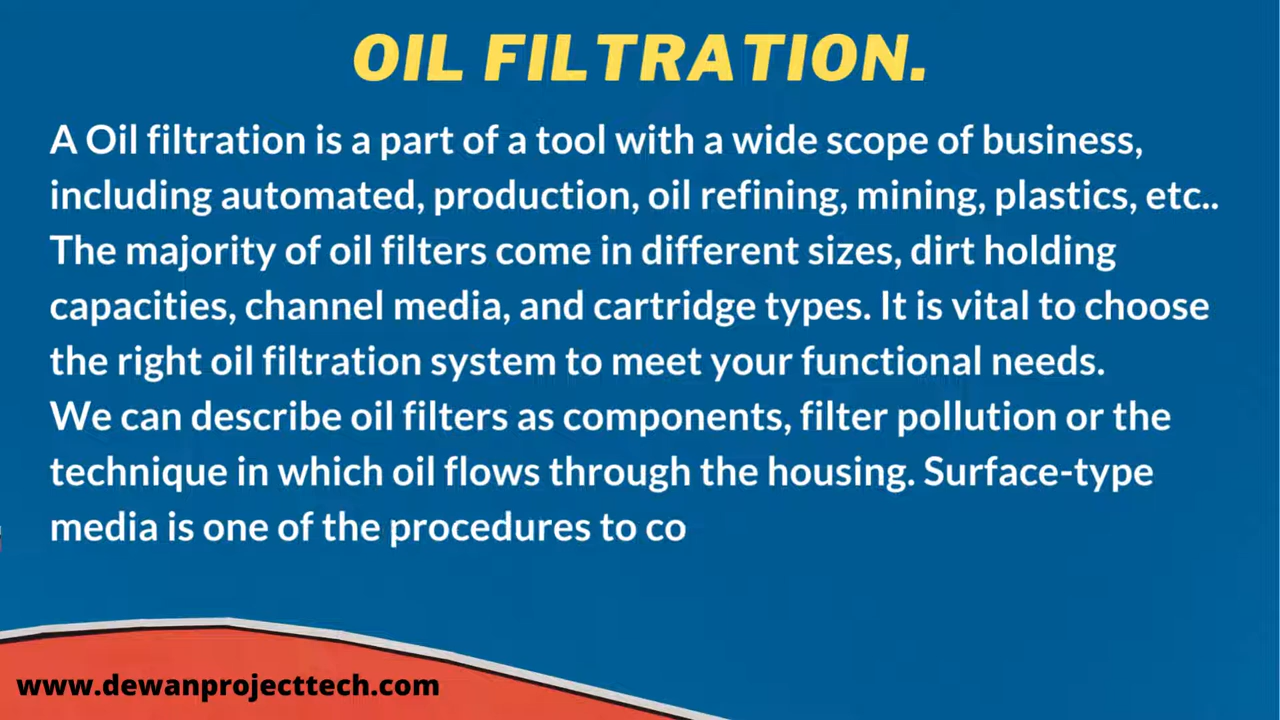 OIL FILTRATION.
A Oil filtration is a part of a tool with a wide scope of business,
including automated, production, oil refining, mining, plastics, etc..
The majority of oil filters come in different sizes, dirt holding
capacities, channel media, and cartridge types. It is vital to choose
the right oil filtration system to meet your functional needs.
We can describe oil filters as components, filter pollution or the
technique in which oil flows through the housing. Surface-type
media is one of the procedures to co
www.dewanprojecttech.com